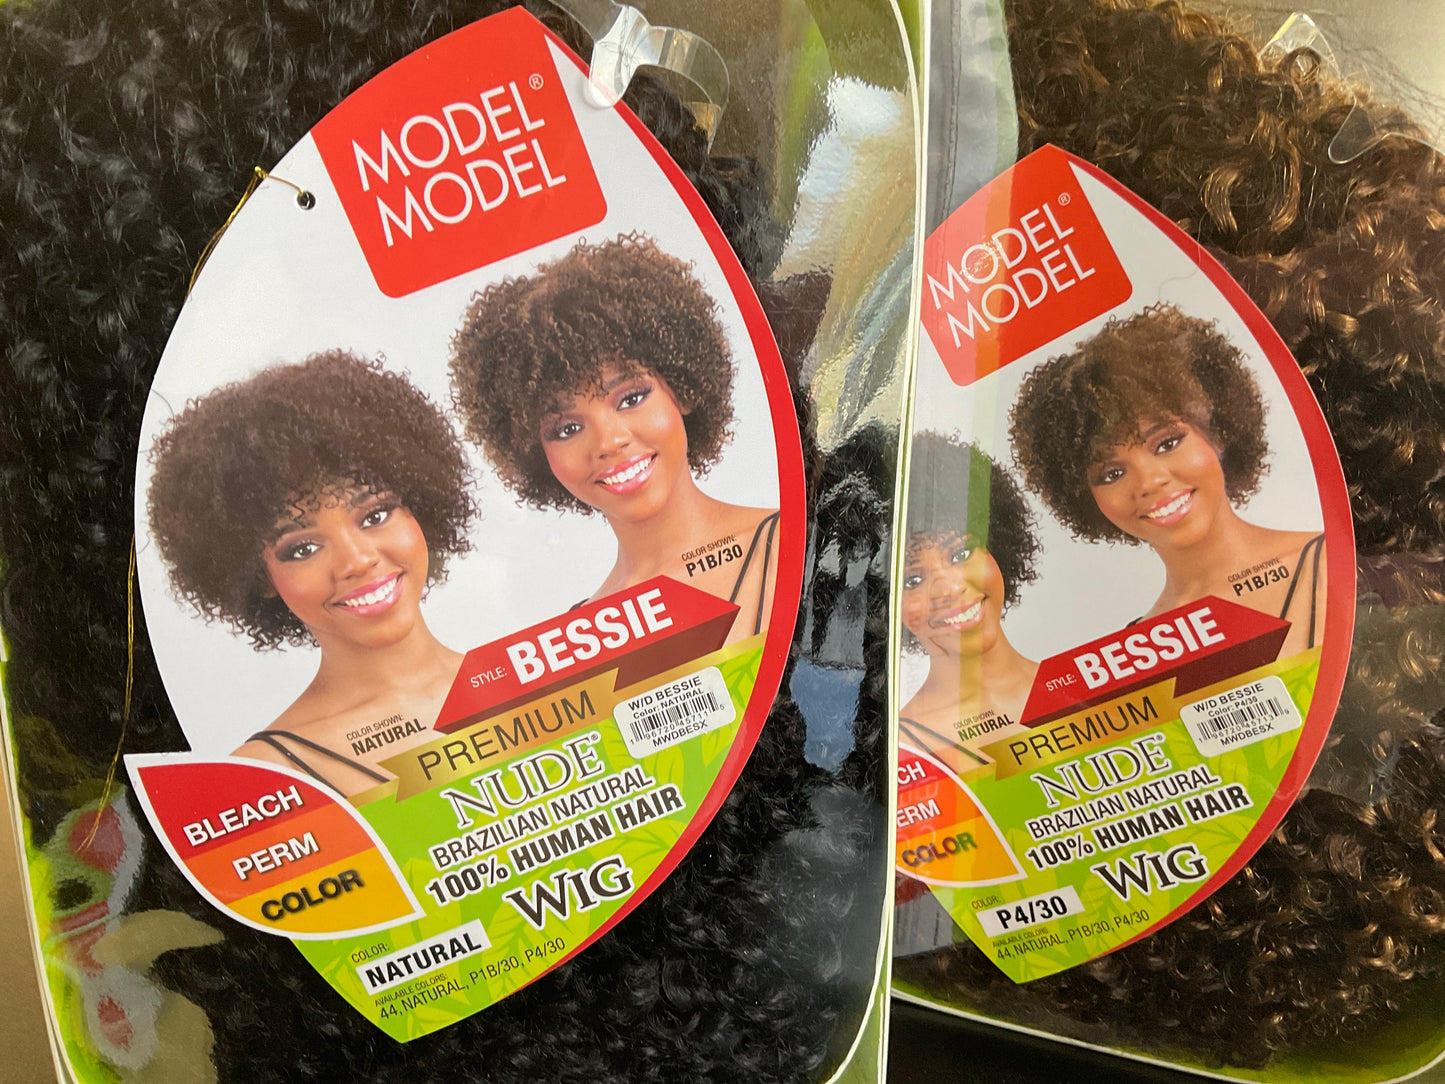 MODEL®
MODEL
COLOR SHOWN:
P1B/30
COLOR SHOWN:
NATURAL
STYLE: BESSIE
PREMIUM
W/D BESSIE
Color: NATURAL
MWDBESX
NUDE®
BRAZILIAN NATURAL
100% HUMAN HAIR
WIG
BLEACH
PERM
COLOR
COLOR:
NATURAL
AVAILABLE COLORS:
44, NATURAL, P1B/30, P4/30
MODEL®
MODEL
COLOR SHOWN:
P1B/30
COLOR SHOWN:
NATURAL
STYLE: BESSIE
PREMIUM
W/D BESSIE
Color: P4/30
MWDBESX
NUDE®
BRAZILIAN NATURAL
100% HUMAN HAIR
WIG
CH
ERM
COLOR
COLOR:
P4/30
AVAILABLE COLORS:
44, NATURAL, P1B/30, P4/30